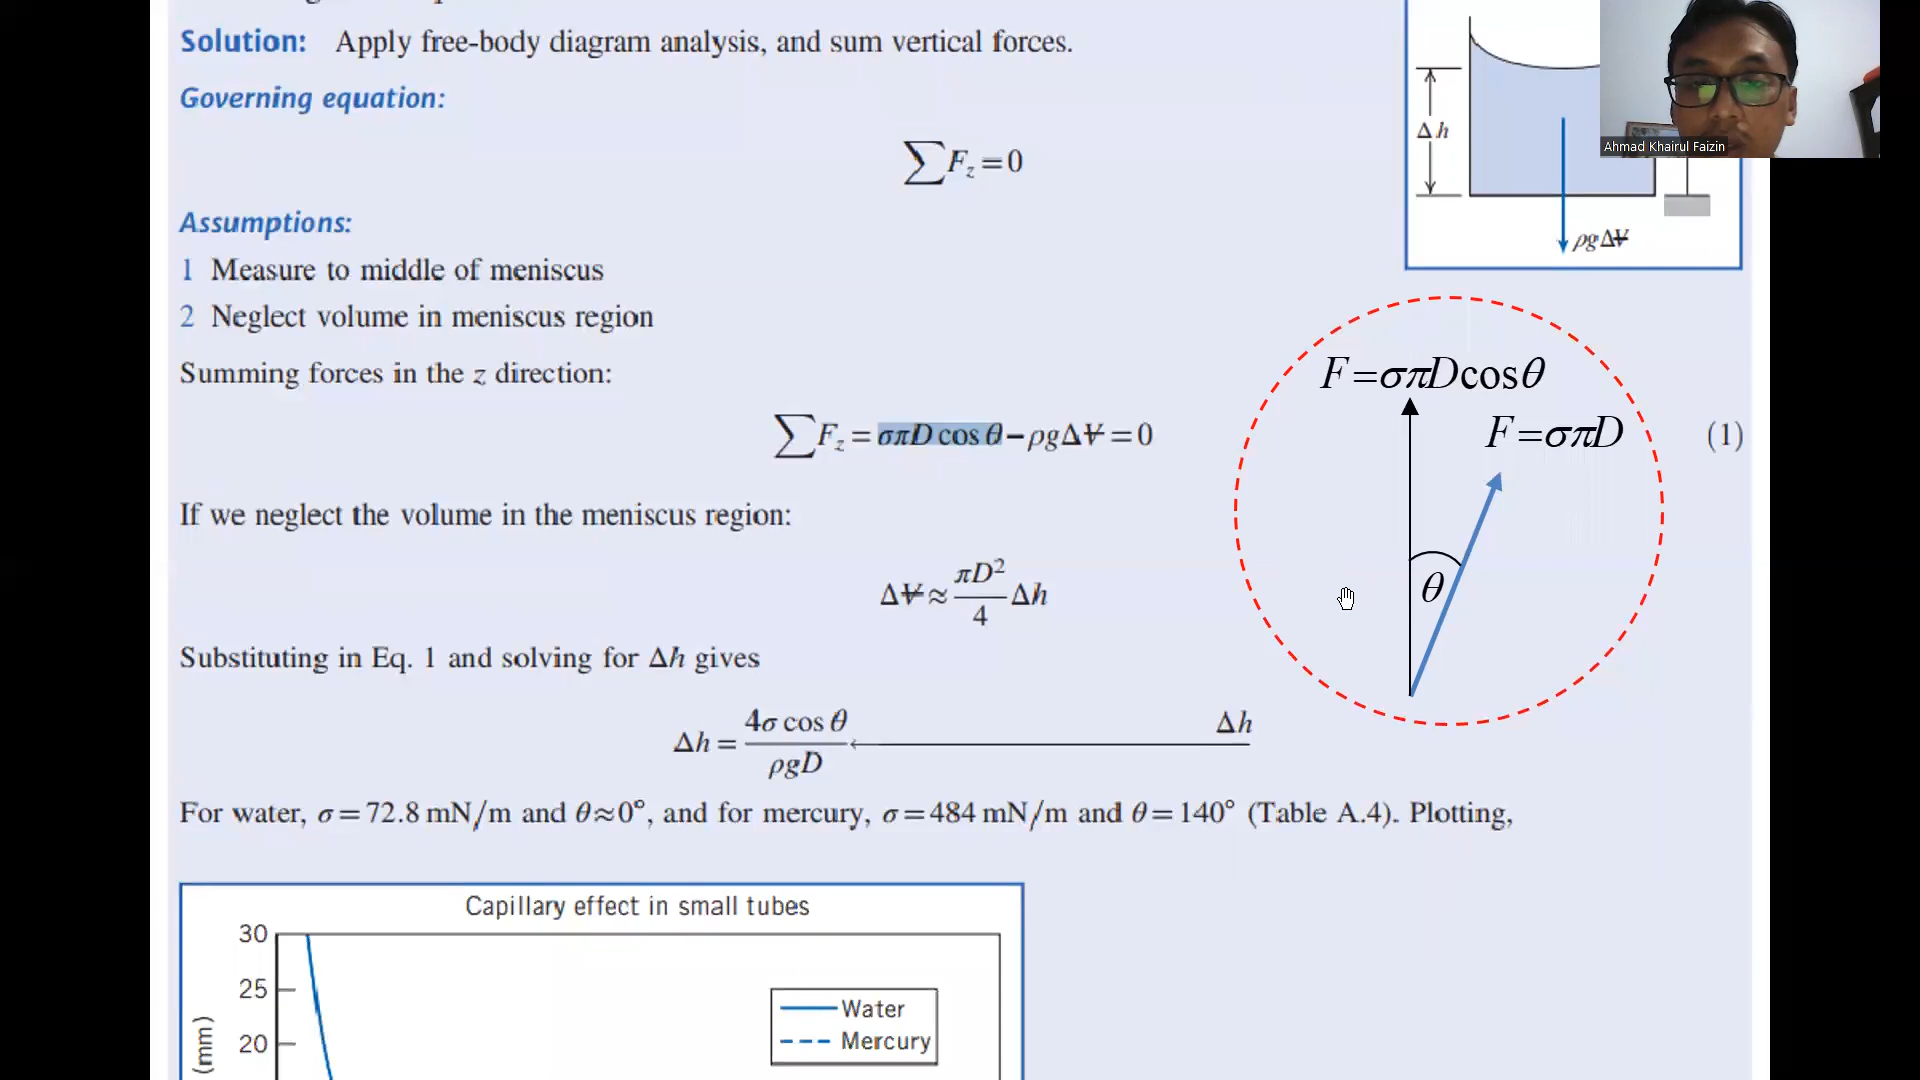 Solution: Apply free-body diagram analysis, and sum vertical forces.
Governing equation:
∑F_z = 0
Assumptions:
1 Measure to middle of meniscus
2 Neglect volume in meniscus region
Summing forces in the z direction:
∑F_z = σπD cos θ − ρgΔV̶ = 0 (1)
If we neglect the volume in the meniscus region:
ΔV̶ ≈ πD²/4 Δh
Substituting in Eq. 1 and solving for Δh gives
Δh = 4σ cos θ / ρgD ← Δh
For water, σ = 72.8 mN/m and θ ≈ 0°, and for mercury, σ = 484 mN/m and θ = 140° (Table A.4). Plotting,
Δh
ρgΔV̶
Ahmad Khairul Faizin
F=σπDcosθ
F=σπD
θ
Capillary effect in small tubes
30
25
20
(mm)
Water
Mercury